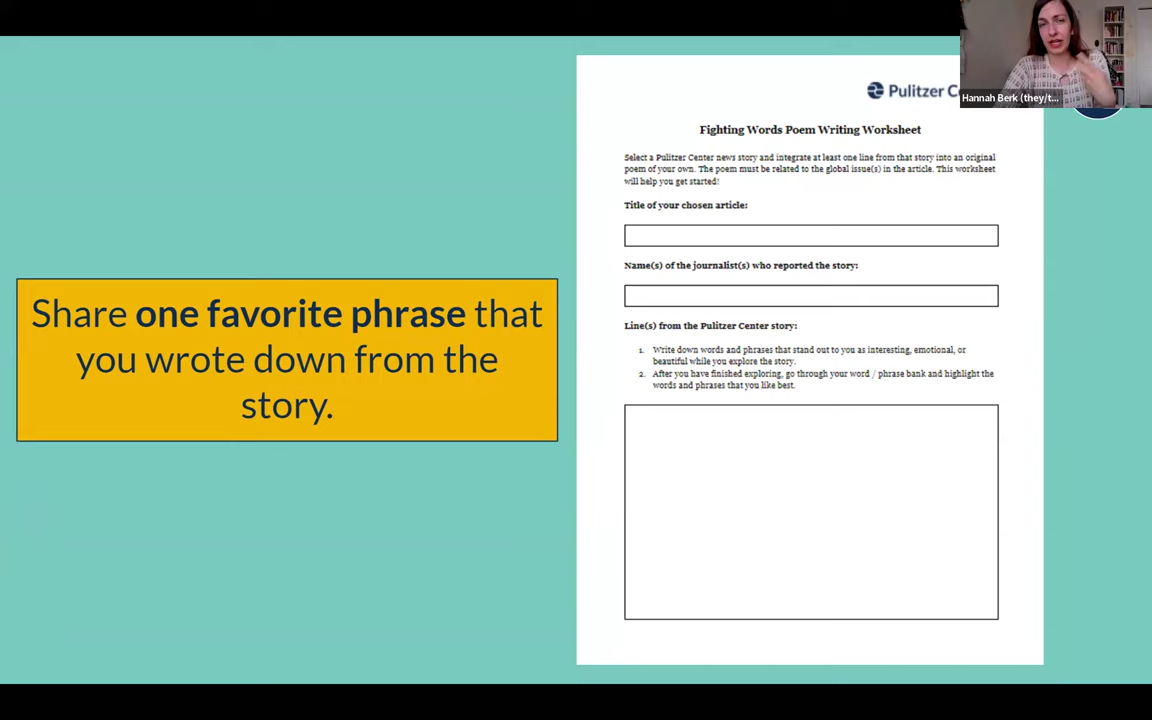 Share one favorite phrase that
you wrote down from the
story.
Pulitzer C
Hannah Berk (they/t...
Fighting Words Poem Writing Worksheet
Select a Pulitzer Center news story and integrate at least one line from that story into an original
poem of your own. The poem must be related to the global issue(s) in the article. This worksheet
will help you get started!
Title of your chosen article:
Name(s) of the journalist(s) who reported the story:
Line(s) from the Pulitzer Center story:
1. Write down words and phrases that stand out to you as interesting, emotional, or
beautiful while you explore the story.
2. After you have finished exploring, go through your word / phrase bank and highlight the
words and phrases that you like best.